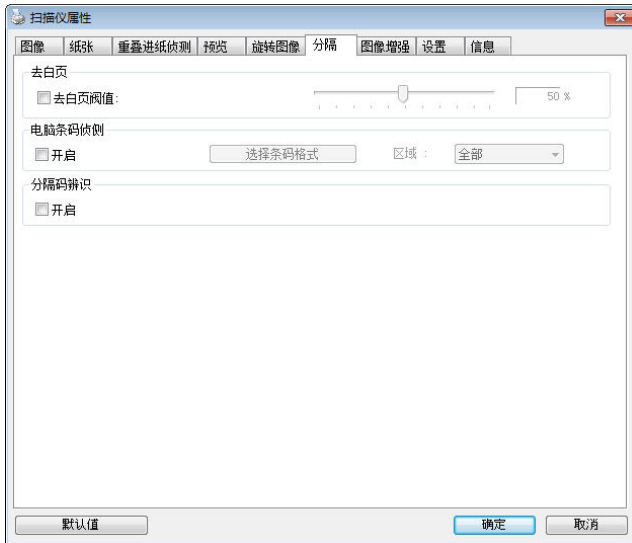 扫描仪属性
图像 纸张 重叠进纸侦测 预览 旋转图像 分隔 图像增强 设置 信息
去白页
去白页阀值: 50 %
电脑条码侦侧
开启 选择条码格式 区域 : 全部
分隔码辨识
开启
默认值 确定 取消